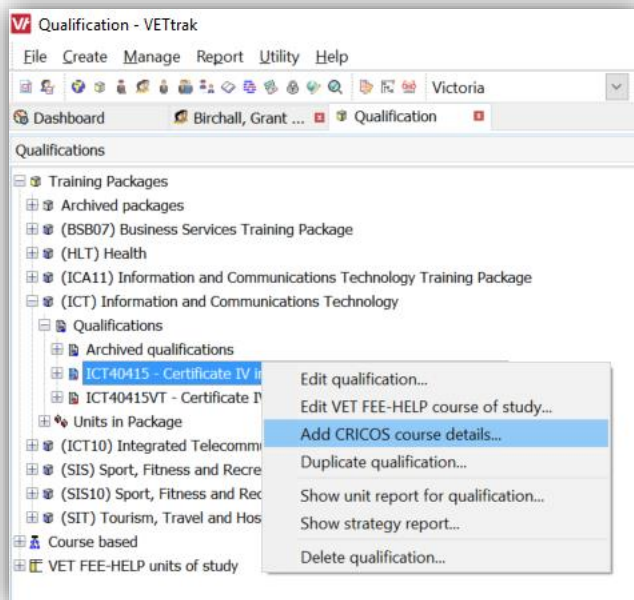 Qualification - VETtrak
File Create Manage Report Utility Help
Victoria
Dashboard Birchall, Grant ... Qualification
Qualifications
Training Packages
Archived packages
(BSB07) Business Services Training Package
(HLT) Health
(ICA11) Information and Communications Technology Training Package
(ICT) Information and Communications Technology
Qualifications
Archived qualifications
ICT40415 - Certificate IV i
ICT40415VT - Certificate I
Units in Package
(ICT10) Integrated Telecomm
(SIS) Sport, Fitness and Recre
(SIS10) Sport, Fitness and Rec
(SIT) Tourism, Travel and Hos
Course based
VET FEE-HELP units of study
Edit qualification...
Edit VET FEE-HELP course of study...
Add CRICOS course details...
Duplicate qualification...
Show unit report for qualification...
Show strategy report...
Delete qualification...